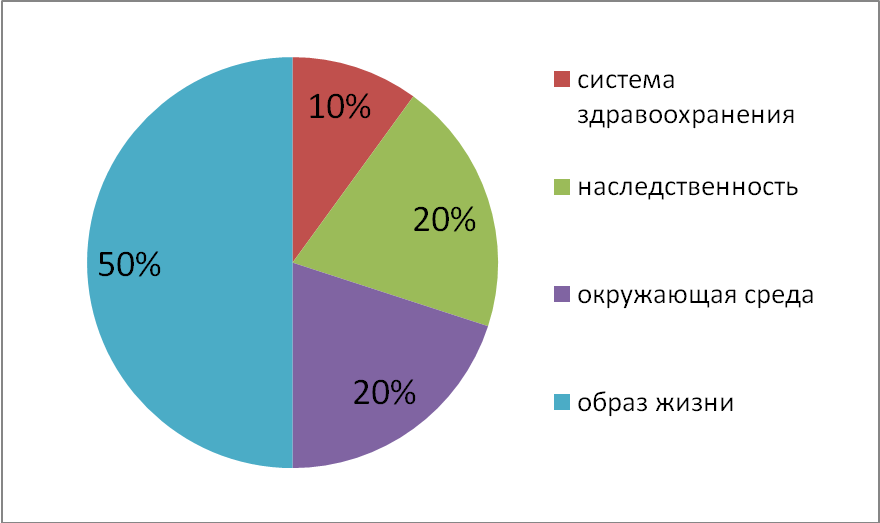 10%
20%
20%
50%
система
здравоохранения
наследственность
окружающая среда
образ жизни